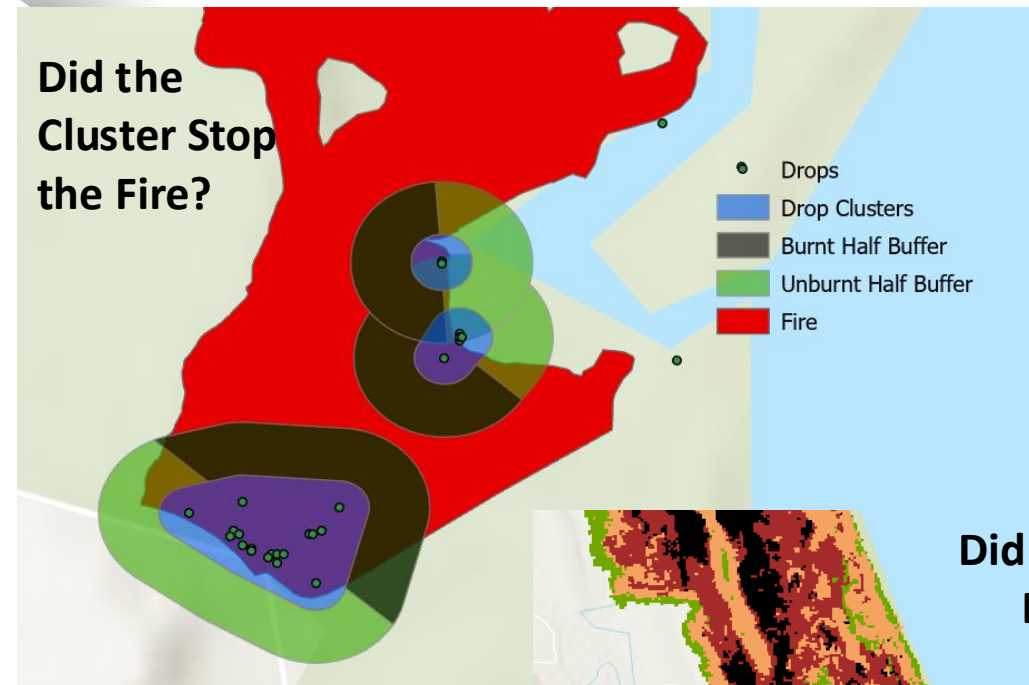 Did the
Cluster Stop
the Fire?
Drops
Drop Clusters
Burnt Half Buffer
Unburnt Half Buffer
Fire
Did